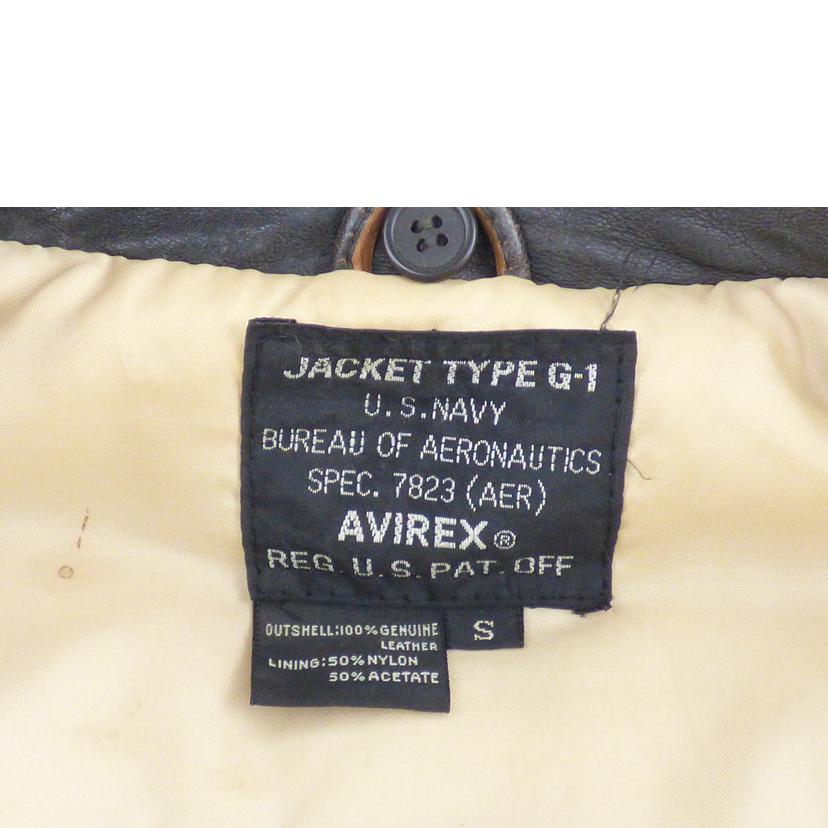 JACKET TYPE G-1
U.S.NAVY
BUREAU OF AERONAUTICS
SPEC. 7823 (AER)
AVIREX ®
REG. U.S. PAT. OFF
OUTSHELL:100% GENUINE
LEATHER
LINING:50% NYLON
50% ACETATE
S